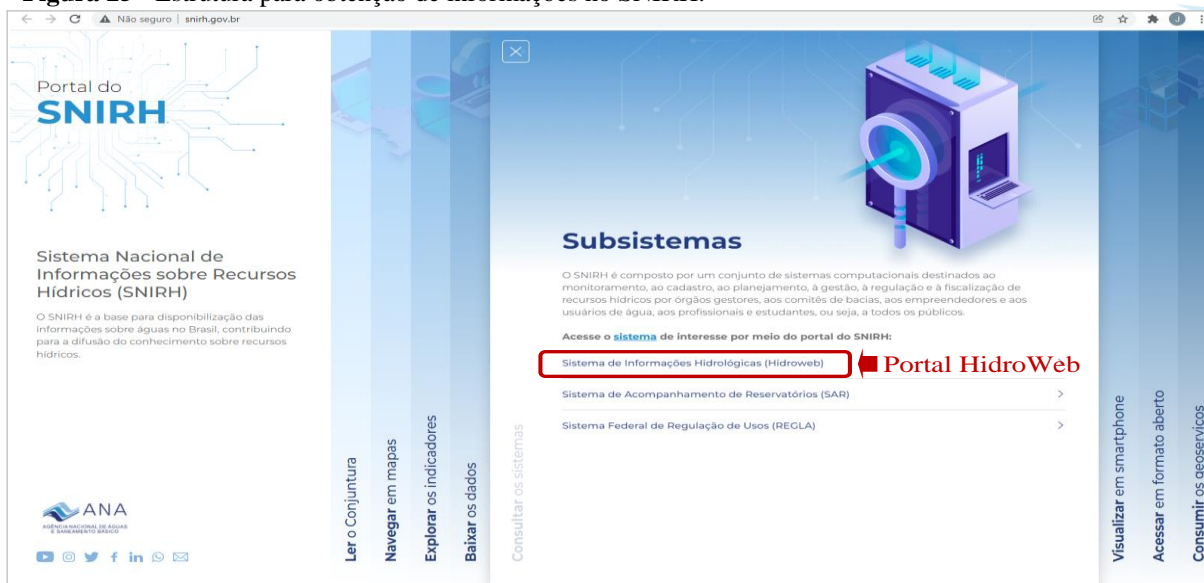 Figura 23 - Estrutura para obtenção de informações no SNIRH.
Não seguro | snirh.gov.br
Portal do
SNIRH
Sistema Nacional de
Informações sobre Recursos
Hídricos (SNIRH)
O SNIRH é a base para disponibilização das
informações sobre águas no Brasil, contribuindo
para a difusão do conhecimento sobre recursos
hídricos.
ANA
AGÊNCIA NACIONAL DE ÁGUAS
E SANEAMENTO BÁSICO
Ler o Conjuntura
Navegar em mapas
Explorar os indicadores
Baixar os dados
Consultar os sistemas
Subsistemas
O SNIRH é composto por um conjunto de sistemas computacionais destinados ao
monitoramento, ao cadastro, ao planejamento, à gestão, à regulação e à fiscalização de
recursos hídricos por órgãos gestores, aos comitês de bacias, aos empreendedores e aos
usuários de água, aos profissionais e estudantes, ou seja, a todos os públicos.
Acesse o sistema de interesse por meio do portal do SNIRH:
Sistema de Informações Hidrológicas (Hidroweb)
Portal HidroWeb
Sistema de Acompanhamento de Reservatórios (SAR)
Sistema Federal de Regulação de Usos (REGLA)
Visualizar em smartphone
Acessar em formato aberto
Consumir os geoserviços